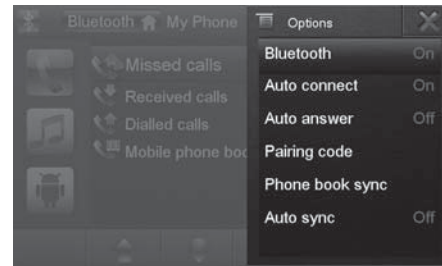 Bluetooth My Phone
Missed calls
Received calls
Dialled calls
Mobile phone boo
Options
Bluetooth On
Auto connect On
Auto answer Off
Pairing code
Phone book sync
Auto sync Off